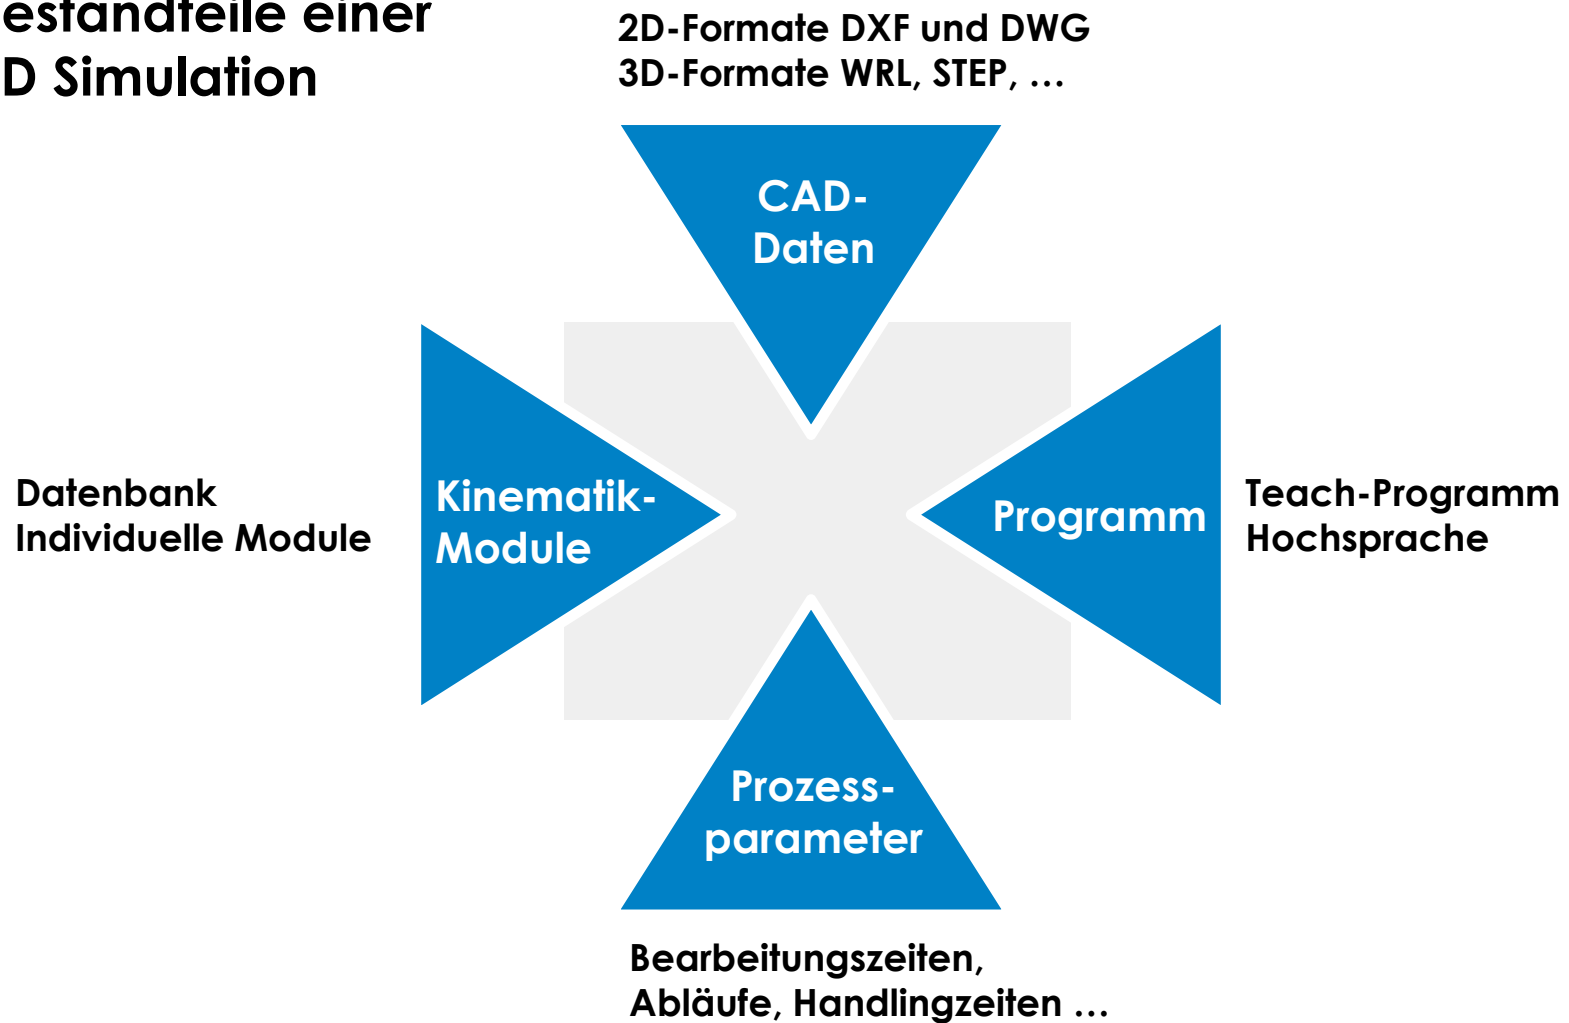 estandteile einer
D Simulation
2D-Formate DXF und DWG
3D-Formate WRL, STEP, …
CAD-
Daten
Datenbank
Individuelle Module
Kinematik-
Module
Programm
Teach-Programm
Hochsprache
Prozess-
parameter
Bearbeitungszeiten,
Abläufe, Handlingzeiten …